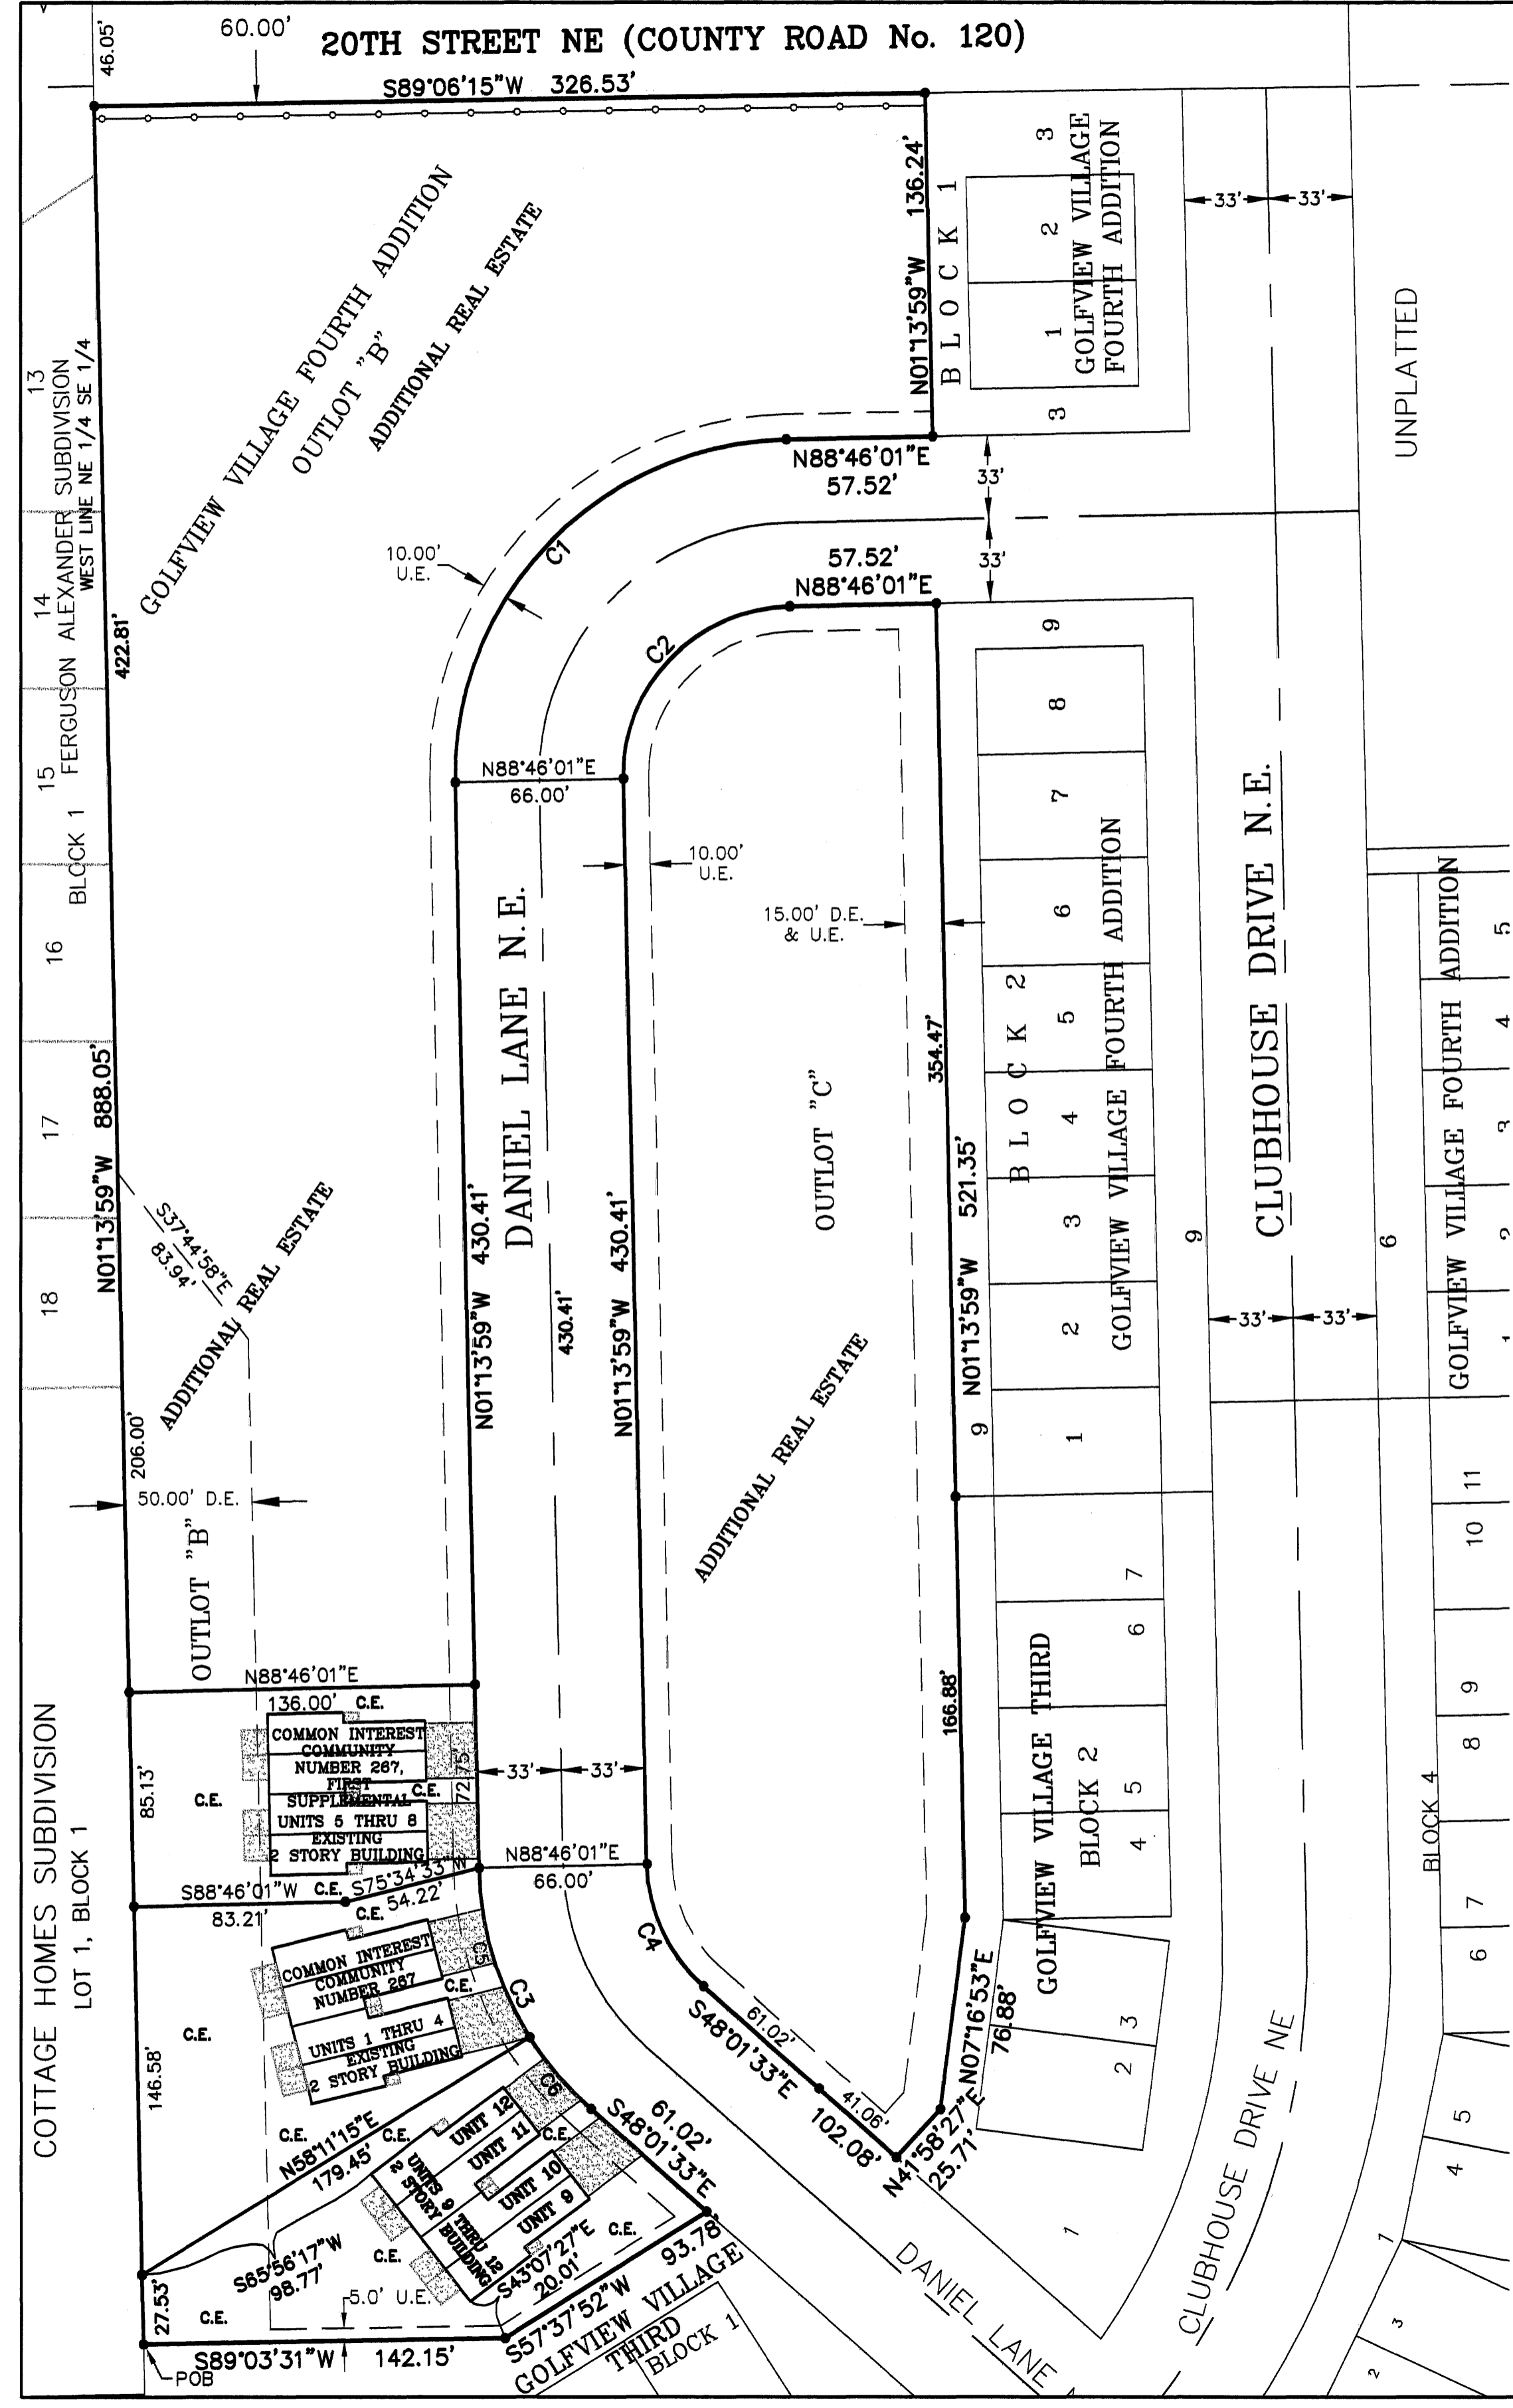 46.05'
60.00'
20TH STREET NE (COUNTY ROAD No. 120)
S89°06'15"W 326.53'
N01°13'59"W 136.24'
BLOCK 1
3
2
1
3
GOLFVIEW VILLAGE
FOURTH ADDITION
33'
33'
UNPLATTED
GOLFVIEW VILLAGE FOURTH ADDITION
OUTLOT "B"
ADDITIONAL REAL ESTATE
13
14
15
16
17
18
BLOCK 1 FERGUSON ALEXANDER SUBDIVISION
WEST LINE NE 1/4 SE 1/4
422.81'
N01°13'59"W 888.05'
N88°46'01"E
57.52'
33'
57.52'
N88°46'01"E
33'
10.00'
U.E.
C1
C2
N88°46'01"E
66.00'
10.00'
U.E.
15.00' D.E.
& U.E.
DANIEL LANE N.E.
N01°13'59"W 430.41'
430.41'
N01°13'59"W 430.41'
OUTLOT "C"
ADDITIONAL REAL ESTATE
354.47'
N01°13'59"W 521.35'
166.88'
9
8
7
6
5
4
3
2
1
9
9
BLOCK 2
GOLFVIEW VILLAGE FOURTH ADDITION
CLUBHOUSE DRIVE N.E.
33'
33'
6
GOLFVIEW VILLAGE FOURTH ADDITION
5
4
3
2
1
S37°44'58"E
83.94'
ADDITIONAL REAL ESTATE
206.00'
50.00' D.E.
OUTLOT "B"
N88°46'01"E
136.00' C.E.
COMMON INTEREST
COMMUNITY
NUMBER 267,
FIRST
SUPPLEMENTAL
UNITS 5 THRU 8
EXISTING
2 STORY BUILDING
C.E.
C.E.
72.75'
85.13'
33'
33'
N88°46'01"E
66.00'
S88°46'01"W
83.21'
C.E.
S75°34'33"W
54.22'
C.E.
COMMON INTEREST
COMMUNITY
NUMBER 267
UNITS 1 THRU 4
EXISTING
2 STORY BUILDING
C.E.
C.E.
C5
C3
C4
146.58'
COTTAGE HOMES SUBDIVISION
LOT 1, BLOCK 1
C.E.
N58°11'15"E
179.45'
C.E.
C6
UNIT 12
UNIT 11
UNIT 10
UNIT 9
C.E.
UNITS 9 THRU 12
2 STORY BUILDING
61.02'
S48°01'33"E
S48°01'33"E
61.02'
102.08'
41.06'
N41°58'27"E
25.71'
N07°16'53"E
76.88'
GOLFVIEW VILLAGE THIRD
BLOCK 2
7
6
5
4
3
2
1
11
10
9
8
7
6
5
4
3
2
1
BLOCK 4
C.E.
S65°56'17"W
98.77'
S43°07'27"E
20.01'
C.E.
27.53'
C.E.
5.0' U.E.
S89°03'31"W 142.15'
POB
S57°37'52"W 93.78'
GOLFVIEW VILLAGE
THIRD
BLOCK 1
DANIEL LANE
CLUBHOUSE DRIVE NE